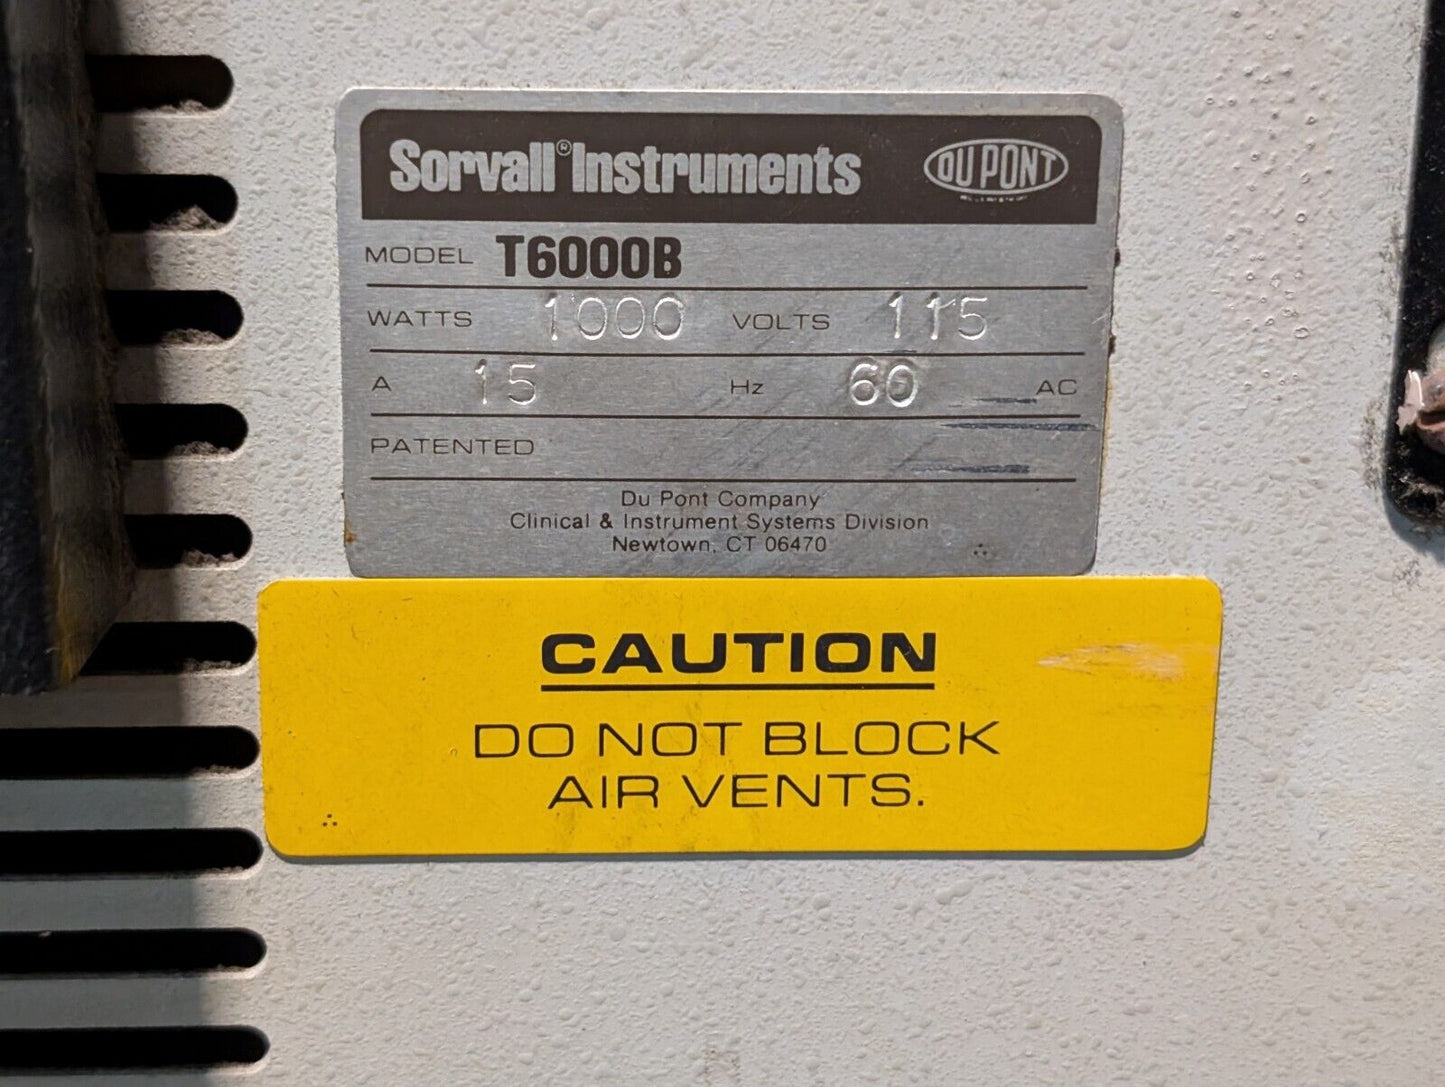 Sorvall® Instruments DU PONT
MODEL T6000B
WATTS 1000 VOLTS 115
A 15 Hz 60 AC
PATENTED
Du Pont Company
Clinical & Instrument Systems Division
Newtown, CT 06470
CAUTION
DO NOT BLOCK
AIR VENTS.